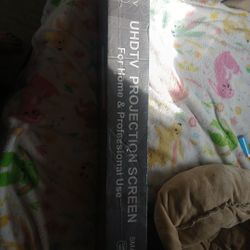 UHDTV PROJECTION SCREEN
For Home & Professional Use